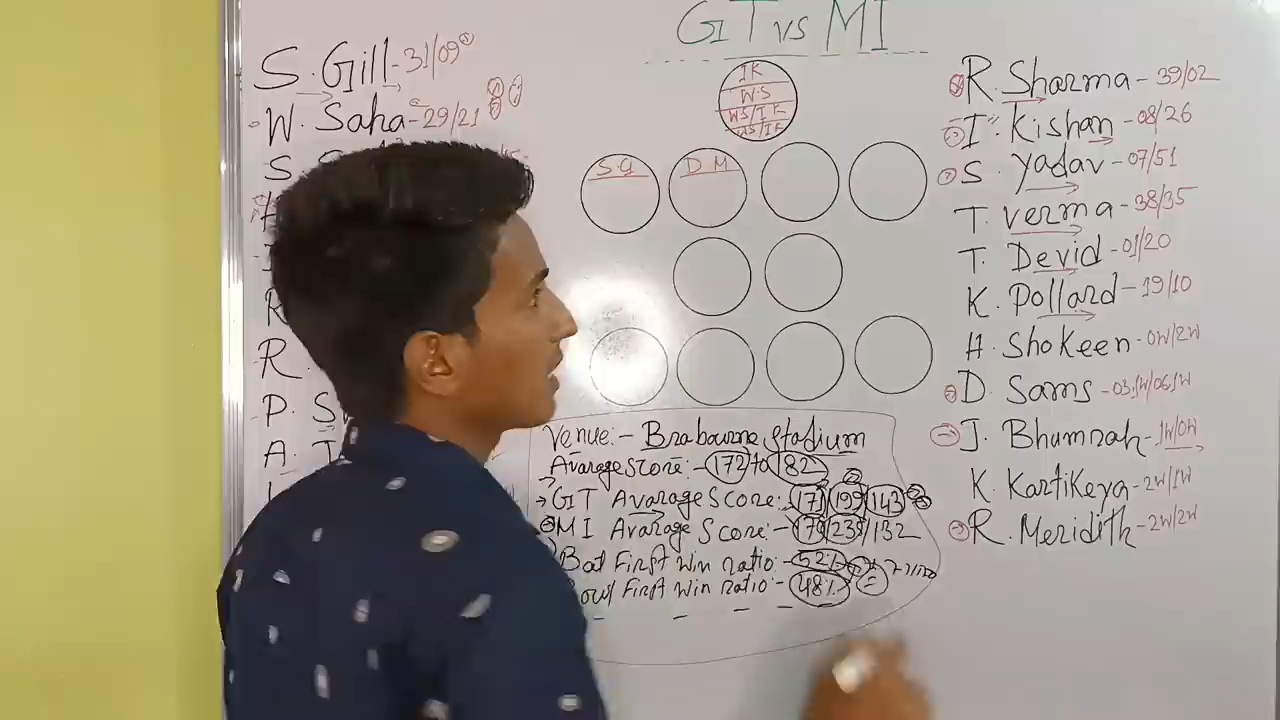 GT vs MI
S. Gill - 31/09
W. Saha - 29/21
S
R
R.
P. S
A.
IK
W.S
WS/IK
WS/IK
S.G
D M
R. Sharma - 39/02
I. Kishan - 08/26
S. yadav - 07/51
T. verma - 38/35
T. Devid - 01/20
K. Pollard - 19/10
H. Shokeen - 0W/2W
D. Sams - 03,1W/06,1W
J. Bhumrah - 1W/0W
K. Kartikeya - 2W/1W
R. Meridith - 2W/2W
Venue:- Brabourne Stadium
Avarage Score:- 172 to 182
GT Avarage Score:- 171/199/143
MI Avarage Score:- 179/235/132
Bat First Win ratio:- 52%
Bowl First Win ratio:- 48%